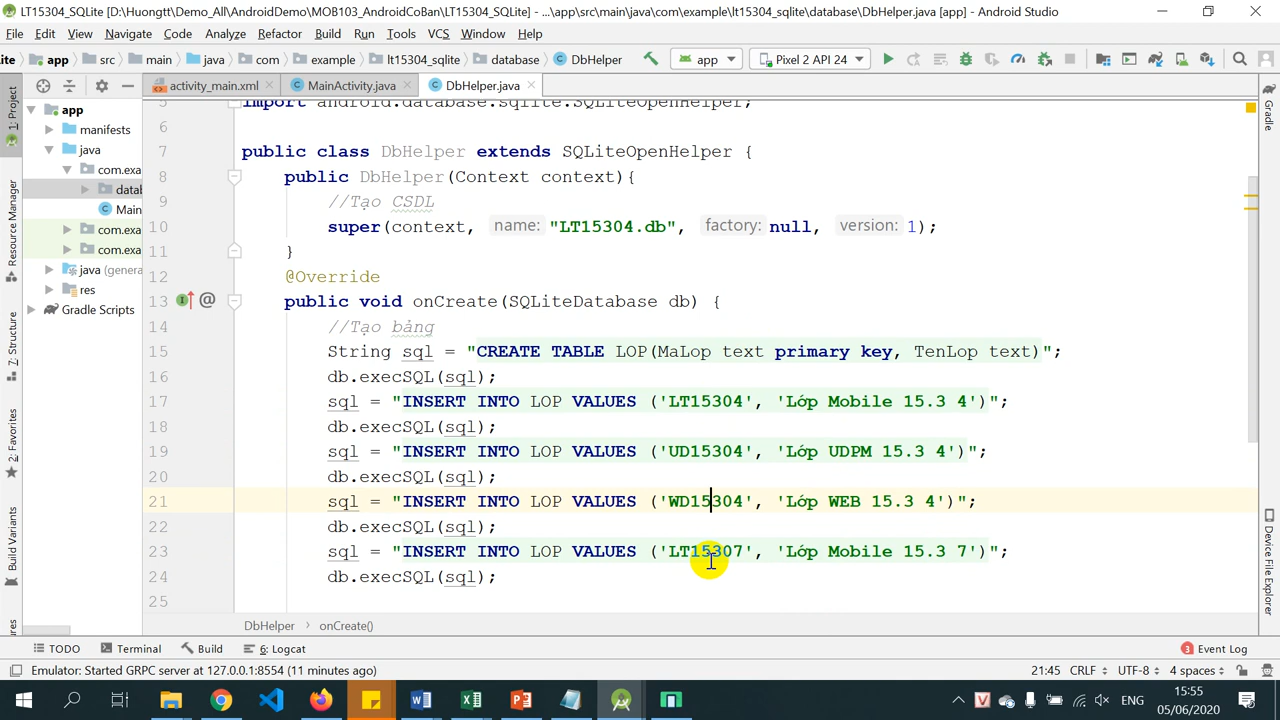 LT15304_SQLite [D:\Huongtt\Demo_All\AndroidDemo\MOB103_AndroidCoBan\LT15304_SQLite] - ...\app\src\main\java\com\example\lt15304_sqlite\database\DbHelper.java [app] - Android Studio
File Edit View Navigate Code Analyze Refactor Build Run Tools VCS Window Help
ite app src main java com example lt15304_sqlite database DbHelper app Pixel 2 API 24
activity_main.xml MainActivity.java DbHelper.java
1: Project
Resource Manager
7: Structure
2: Favorites
Build Variants
app
manifests
java
com.exa
datab
Main
com.exa
com.exa
java (genera
res
Gradle Scripts
5 import android.database.sqlite.SQLiteOpenHelper;
6
7 public class DbHelper extends SQLiteOpenHelper {
8 public DbHelper(Context context){
9 //Tạo CSDL
10 super(context, name: "LT15304.db", factory: null, version: 1);
11 }
12 @Override
13 public void onCreate(SQLiteDatabase db) {
14 //Tạo bảng
15 String sql = "CREATE TABLE LOP(MaLop text primary key, TenLop text)";
16 db.execSQL(sql);
17 sql = "INSERT INTO LOP VALUES ('LT15304', 'Lớp Mobile 15.3 4')";
18 db.execSQL(sql);
19 sql = "INSERT INTO LOP VALUES ('UD15304', 'Lớp UDPM 15.3 4')";
20 db.execSQL(sql);
21 sql = "INSERT INTO LOP VALUES ('WD15304', 'Lớp WEB 15.3 4')";
22 db.execSQL(sql);
23 sql = "INSERT INTO LOP VALUES ('LT15307', 'Lớp Mobile 15.3 7')";
24 db.execSQL(sql);
25
Gradle
Device File Explorer
DbHelper onCreate()
TODO Terminal Build 6: Logcat 3 Event Log
Emulator: Started GRPC server at 127.0.0.1:8554 (11 minutes ago) 21:45 CRLF UTF-8 4 spaces
ENG 15:55
05/06/2020